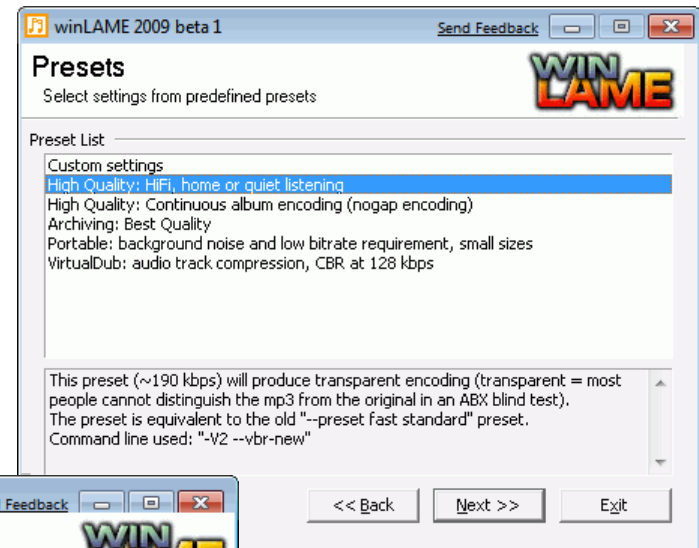 winLAME 2009 beta 1
Send Feedback
Presets
Select settings from predefined presets
WIN
LAME
Preset List
Custom settings
High Quality: HiFi, home or quiet listening
High Quality: Continuous album encoding (nogap encoding)
Archiving: Best Quality
Portable: background noise and low bitrate requirement, small sizes
VirtualDub: audio track compression, CBR at 128 kbps
This preset (~190 kbps) will produce transparent encoding (transparent = most
people cannot distinguish the mp3 from the original in an ABX blind test).
The preset is equivalent to the old "--preset fast standard" preset.
Command line used: "-V2 --vbr-new"
<< Back
Next >>
Exit
Feedback
WIN